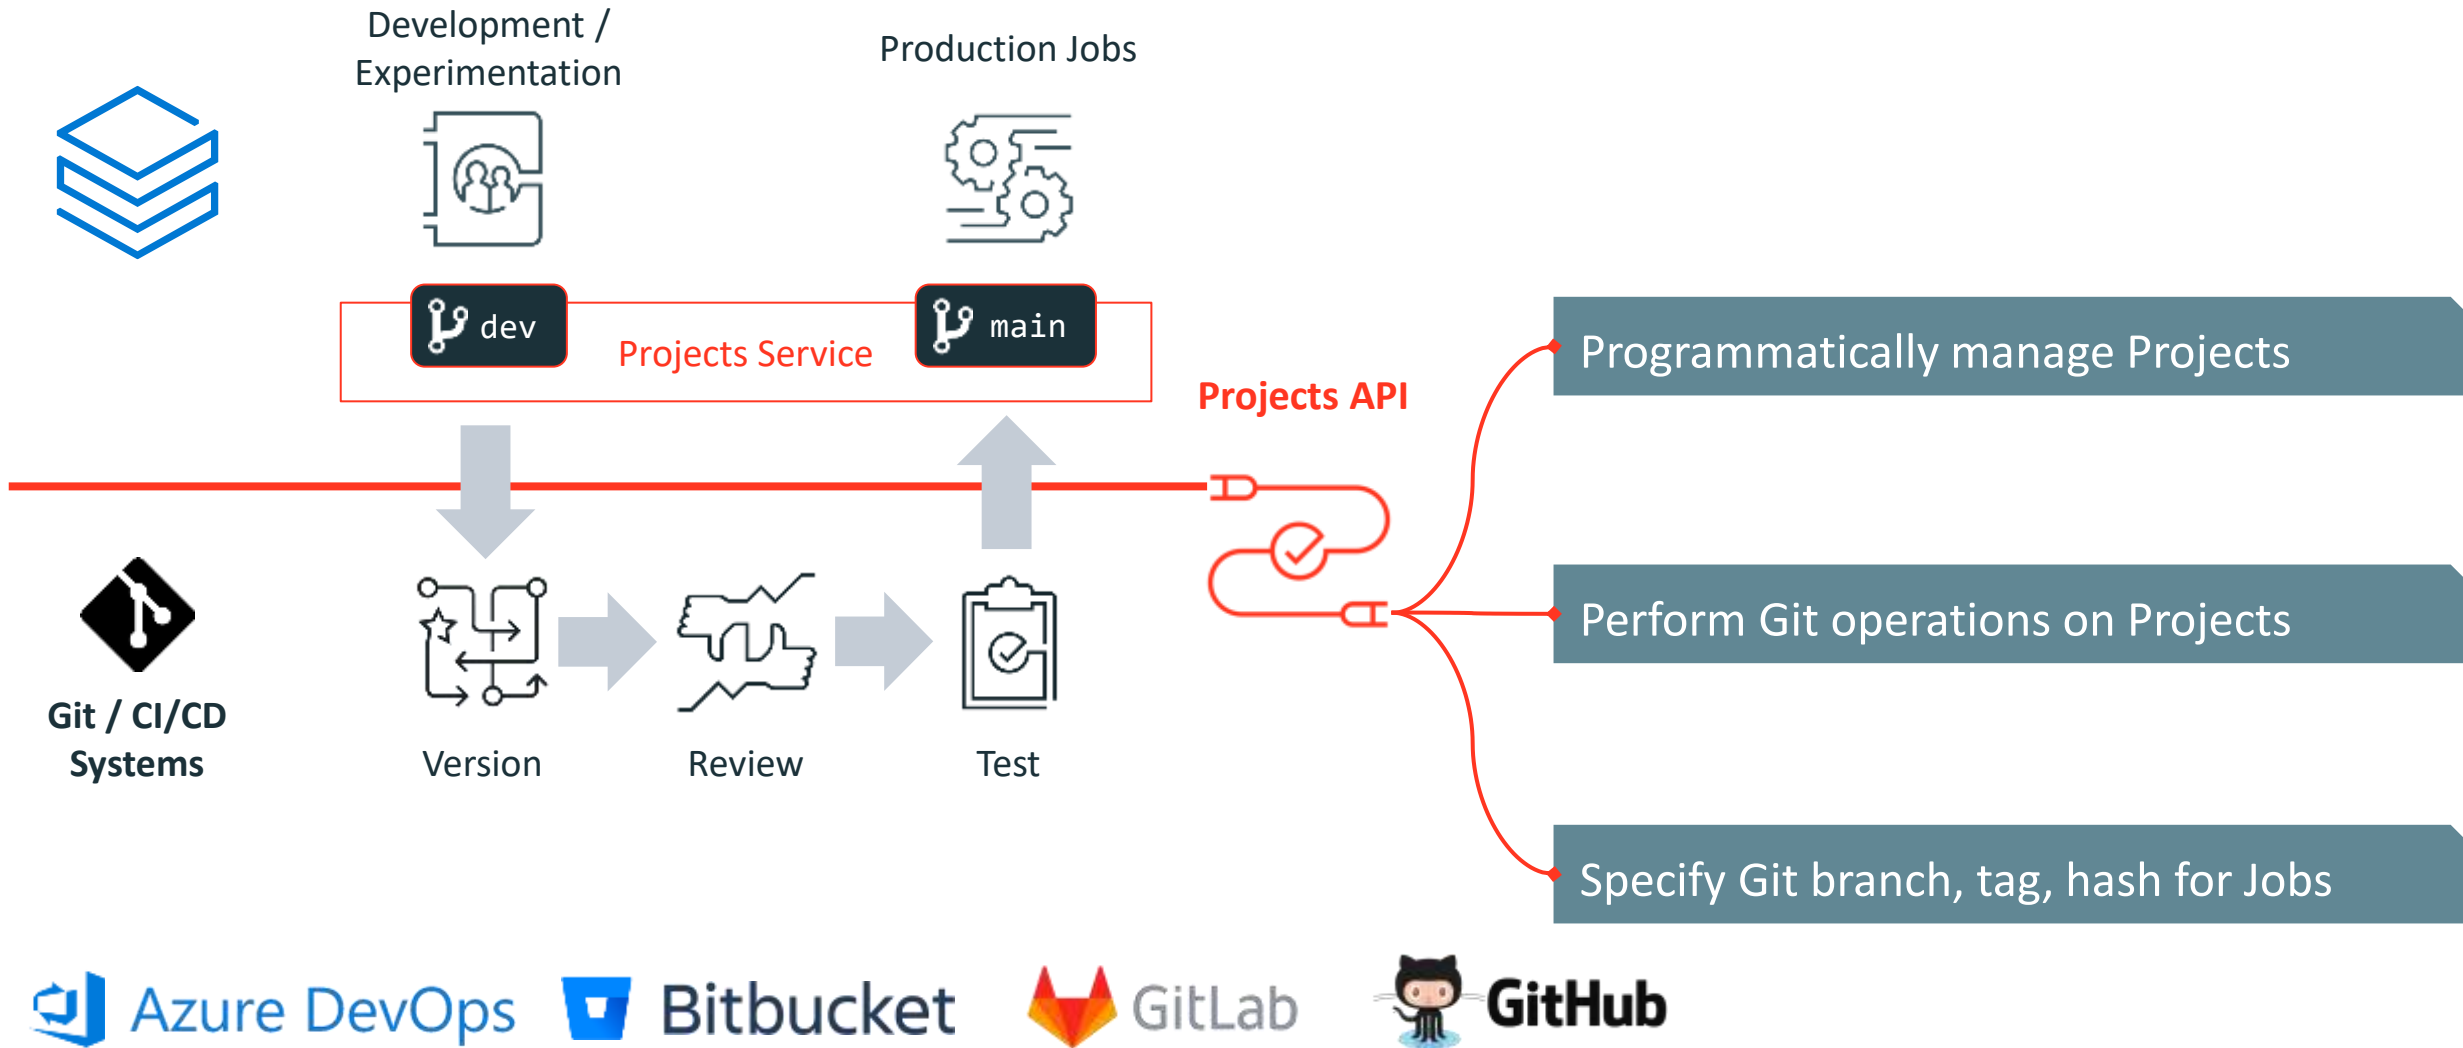 Development /
Experimentation
Production Jobs
dev
Projects Service
main
Projects API
Programmatically manage Projects
Perform Git operations on Projects
Specify Git branch, tag, hash for Jobs
Git / CI/CD
Systems
Version
Review
Test
Azure DevOps
Bitbucket
GitLab
GitHub